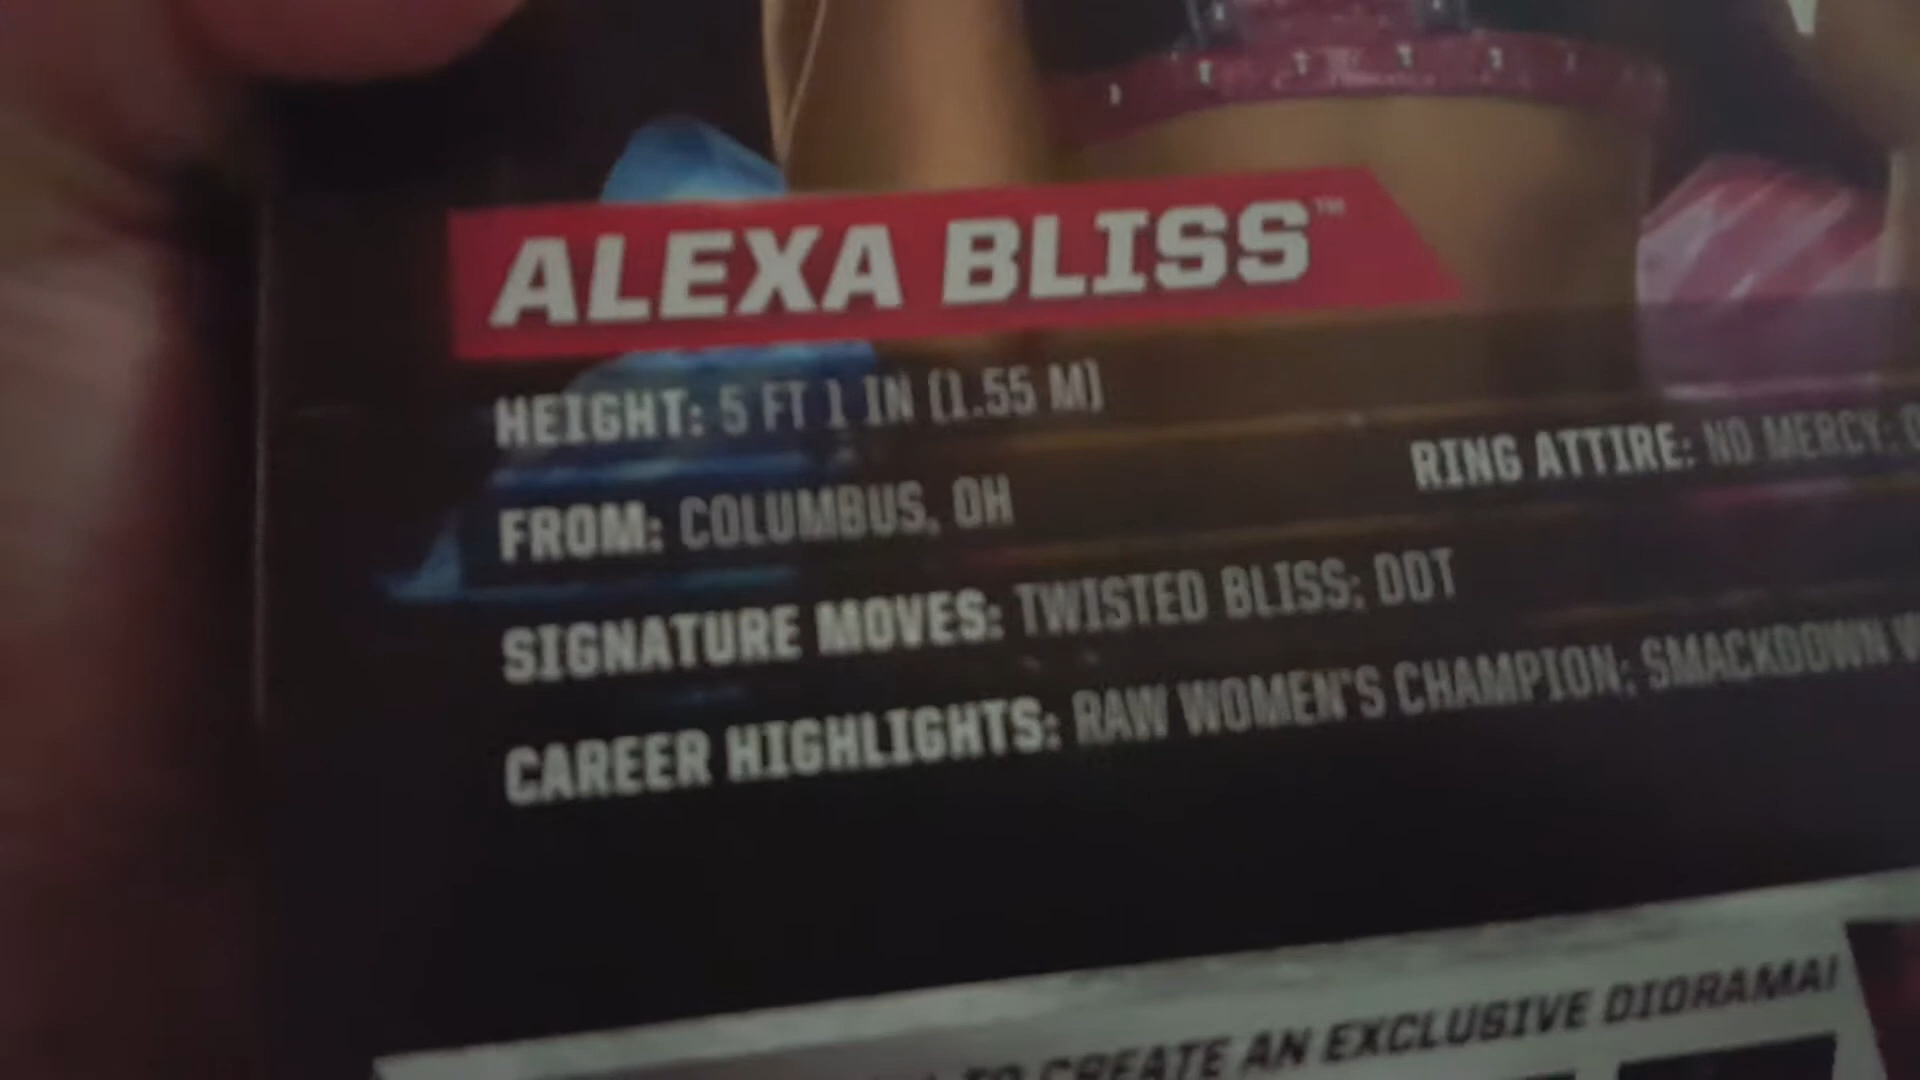 ALEXA BLISS™
HEIGHT: 5 FT 1 IN (1.55 M)
RING ATTIRE: NO MERCY;
FROM: COLUMBUS, OH
SIGNATURE MOVES: TWISTED BLISS; DDT
CAREER HIGHLIGHTS: RAW WOMEN'S CHAMPION; SMACKDOWN
TO CREATE AN EXCLUSIVE DIORAMA!